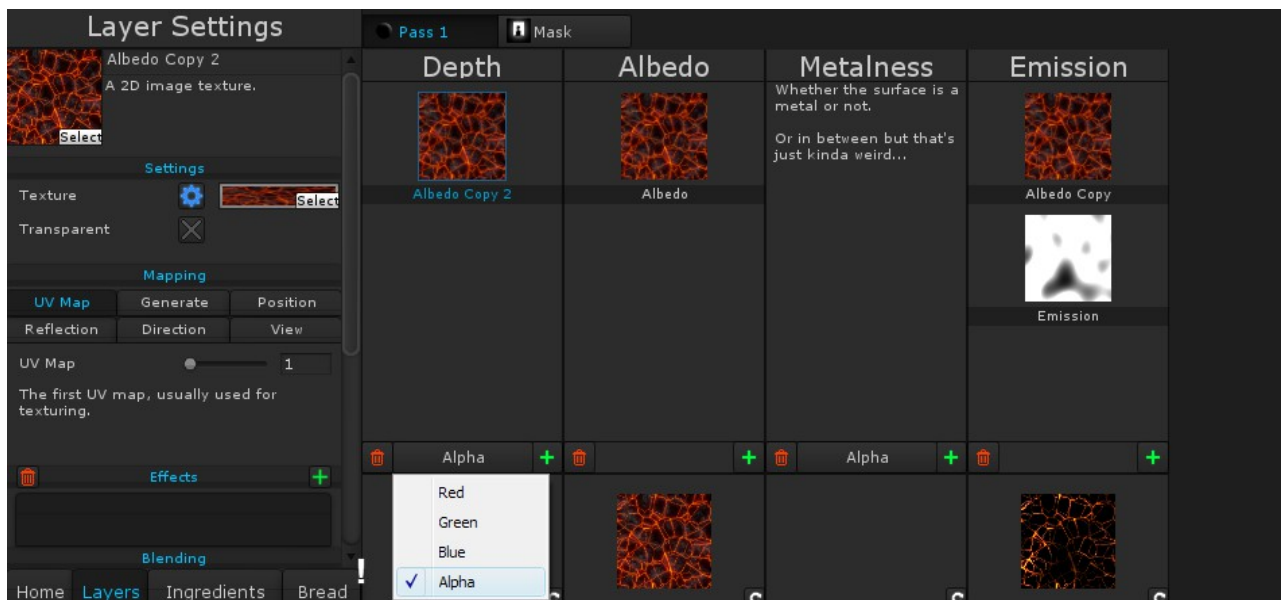 Layer Settings
Albedo Copy 2
A 2D image texture.
Select
Settings
Texture
Select
Transparent
Mapping
UV Map
Generate
Position
Reflection
Direction
View
UV Map
1
The first UV map, usually used for
texturing.
Effects
Blending
Home
Layers
Ingredients
Bread
!
Pass 1
Mask
Depth
Albedo Copy 2
Alpha
Red
Green
Blue
Alpha
Albedo
Albedo
Metalness
Whether the surface is a
metal or not.
Or in between but that's
just kinda weird...
Alpha
Emission
Albedo Copy
Emission